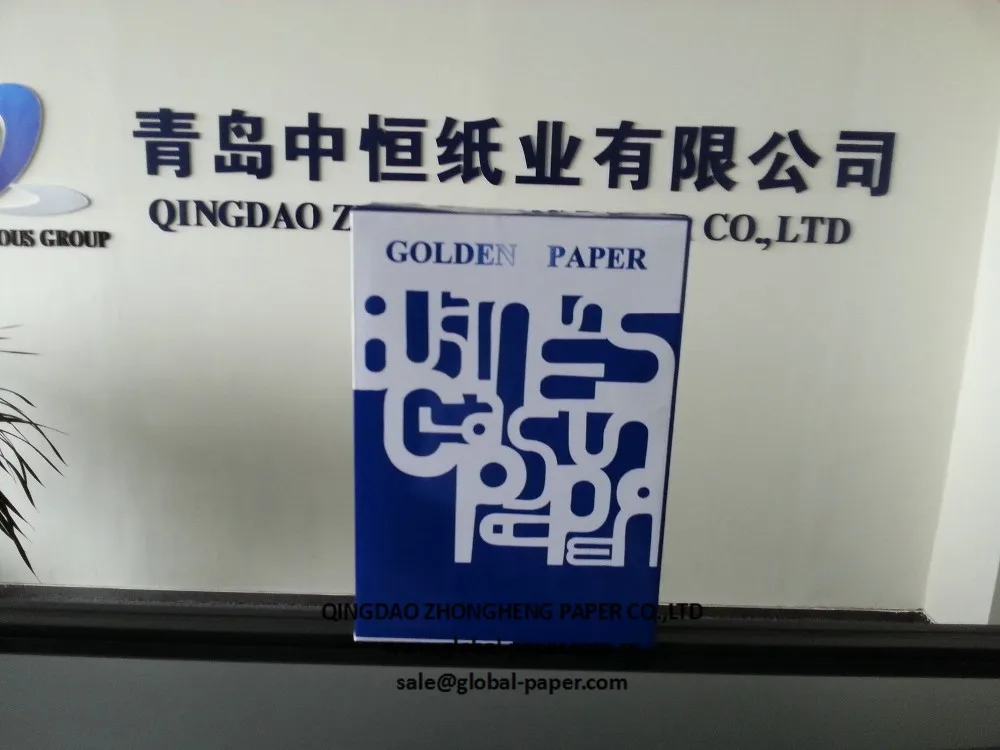 青岛中恒纸业有限公司
QINGDAO CO.,LTD
OUS GROUP
GOLDEN PAPER
QINGDAO ZHONGHENG PAPER CO.,LTD
sale@global-paper.com